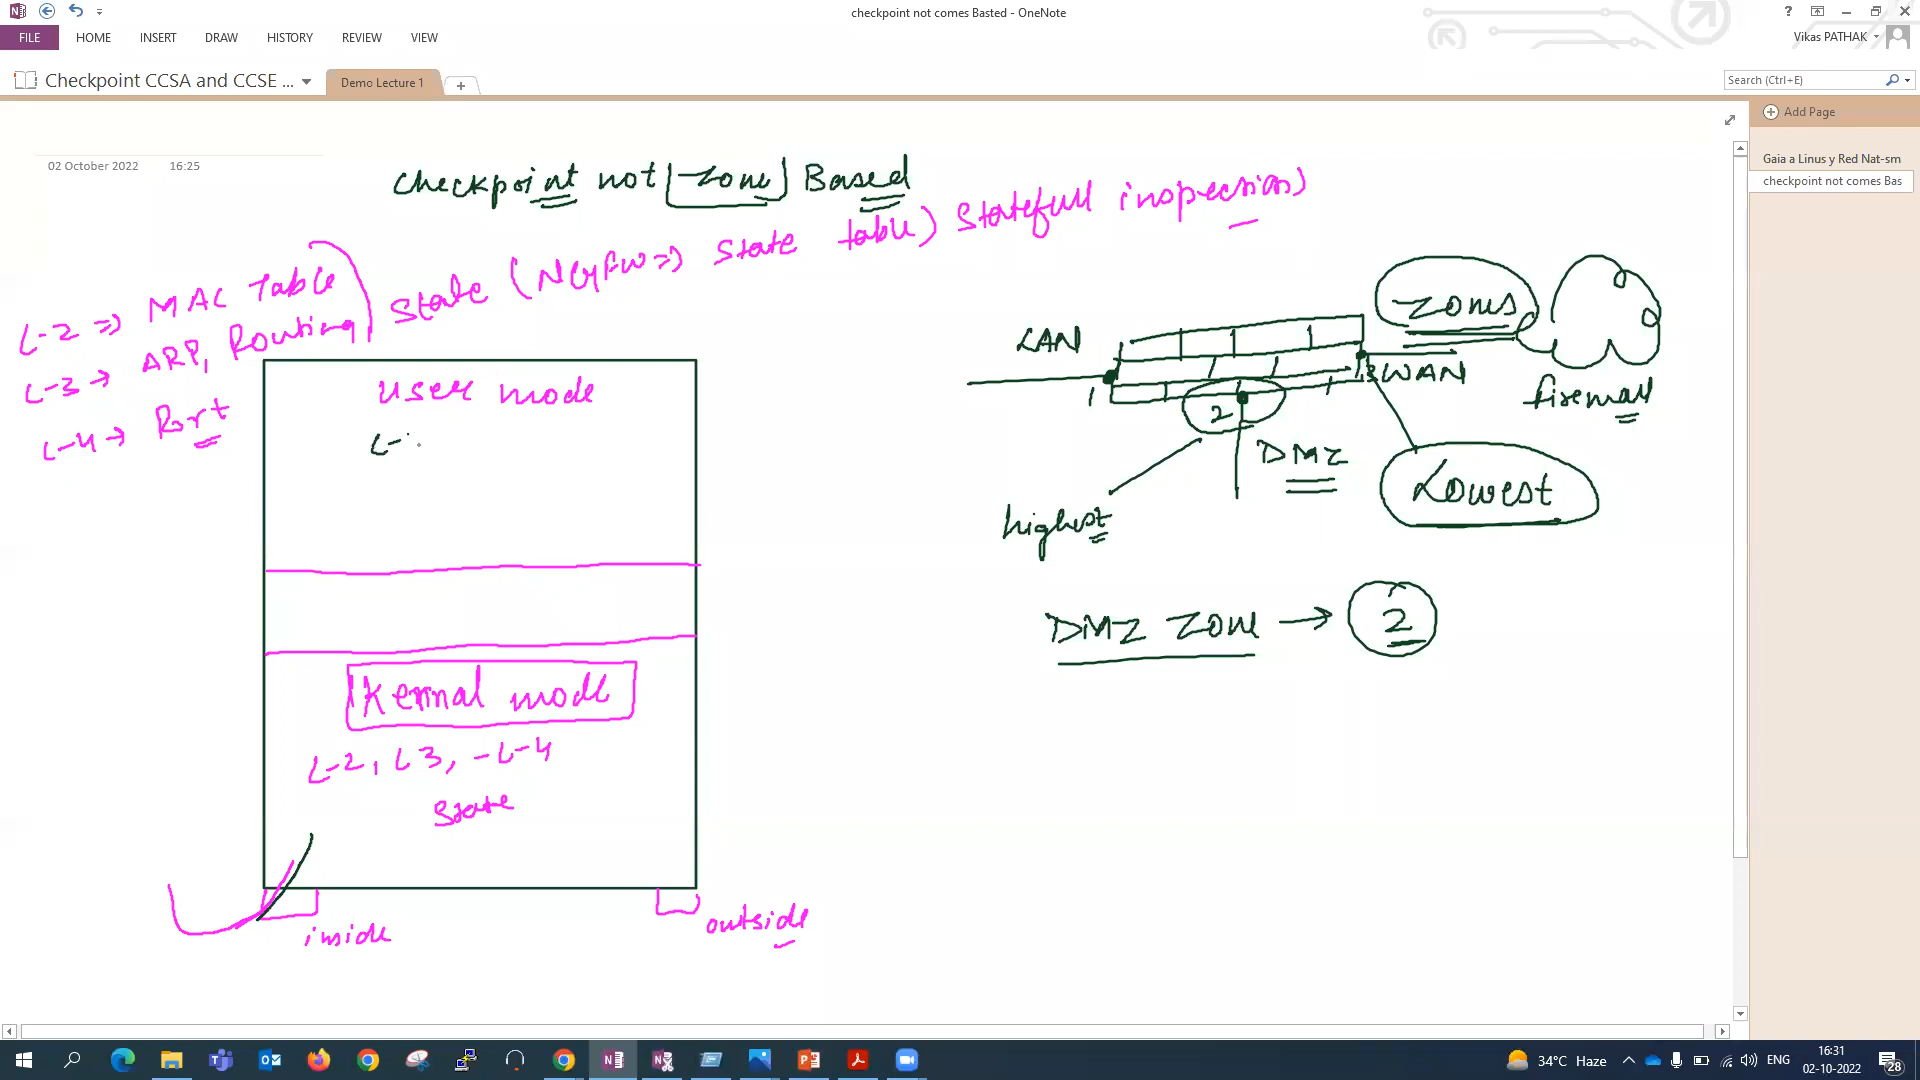 checkpoint not comes Basted - OneNote
FILE HOME INSERT DRAW HISTORY REVIEW VIEW
Vikas PATHAK
Checkpoint CCSA and CCSE ...
Demo Lecture 1
Search (Ctrl+E)
Add Page
Gaia a Linus y Red Nat-sm
checkpoint not comes Bas
02 October 2022 16:25
Checkpoint not Zone Based
L-2 => MAC Table
L-3 → ARP, Routing
L-4 → Port
State (NGFW => State table) Statefull inspection)
user mode
L-
Kernal mode
L-2, L3, - L-4
State
inside
outside
LAN
1
2
3 WAN
Zones
firewall
DMZ
highest
Lowest
DMZ Zone → 2
34°C Haze
ENG
16:31
02-10-2022
28